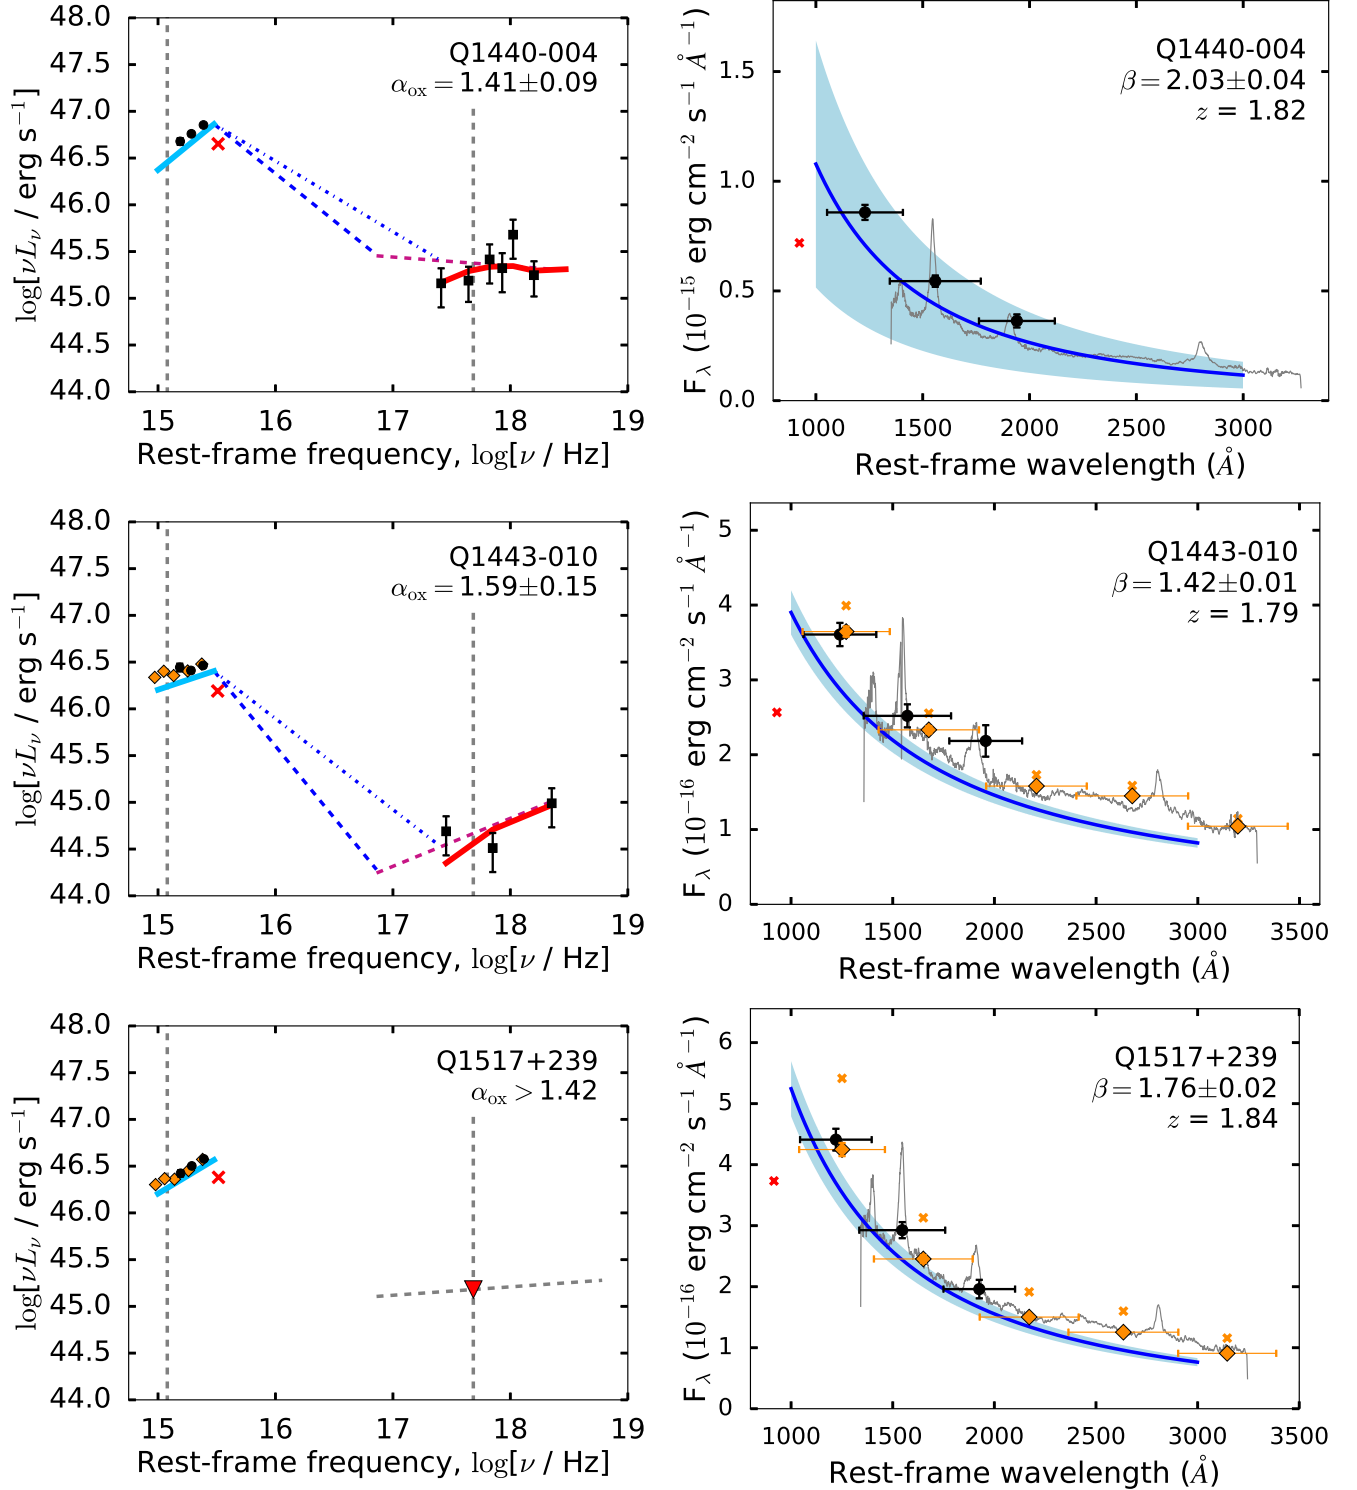 48.0
47.5
47.0
46.5
46.0
45.5
45.0
44.5
44.0
15 16 17 18 19
log[νLν / erg s⁻¹]
Rest-frame frequency, log[ν / Hz]
Q1440-004
αox = 1.41±0.09
1.5
1.0
0.5
0.0
1000 1500 2000 2500 3000
Fλ (10⁻¹⁵ erg cm⁻² s⁻¹ Å⁻¹)
Rest-frame wavelength (Å)
Q1440-004
β = 2.03±0.04
z = 1.82
48.0
47.5
47.0
46.5
46.0
45.5
45.0
44.5
44.0
15 16 17 18 19
log[νLν / erg s⁻¹]
Rest-frame frequency, log[ν / Hz]
Q1443-010
αox = 1.59±0.15
5
4
3
2
1
0
1000 1500 2000 2500 3000 3500
Fλ (10⁻¹⁶ erg cm⁻² s⁻¹ Å⁻¹)
Rest-frame wavelength (Å)
Q1443-010
β = 1.42±0.01
z = 1.79
48.0
47.5
47.0
46.5
46.0
45.5
45.0
44.5
44.0
15 16 17 18 19
log[νLν / erg s⁻¹]
Rest-frame frequency, log[ν / Hz]
Q1517+239
αox > 1.42
6
5
4
3
2
1
0
1000 1500 2000 2500 3000 3500
Fλ (10⁻¹⁶ erg cm⁻² s⁻¹ Å⁻¹)
Rest-frame wavelength (Å)
Q1517+239
β = 1.76±0.02
z = 1.84